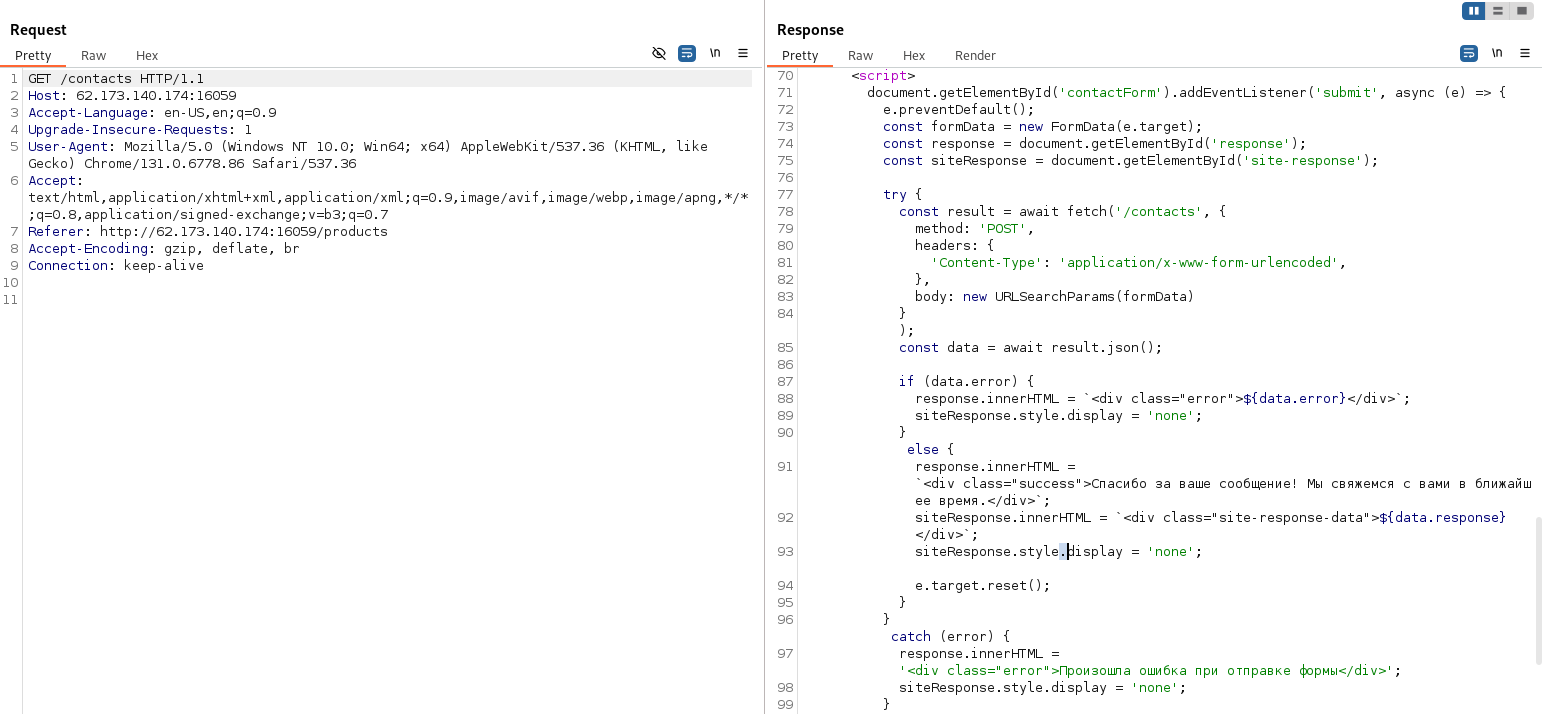 Request
Pretty Raw Hex
\n
1 GET /contacts HTTP/1.1
2 Host: 62.173.140.174:16059
3 Accept-Language: en-US,en;q=0.9
4 Upgrade-Insecure-Requests: 1
5 User-Agent: Mozilla/5.0 (Windows NT 10.0; Win64; x64) AppleWebKit/537.36 (KHTML, like
Gecko) Chrome/131.0.6778.86 Safari/537.36
6 Accept:
text/html,application/xhtml+xml,application/xml;q=0.9,image/avif,image/webp,image/apng,*/*
;q=0.8,application/signed-exchange;v=b3;q=0.7
7 Referer: http://62.173.140.174:16059/products
8 Accept-Encoding: gzip, deflate, br
9 Connection: keep-alive
10
11
Response
Pretty Raw Hex Render
\n
70 <script>
71 document.getElementById('contactForm').addEventListener('submit', async (e) => {
72 e.preventDefault();
73 const formData = new FormData(e.target);
74 const response = document.getElementById('response');
75 const siteResponse = document.getElementById('site-response');
76
77 try {
78 const result = await fetch('/contacts', {
79 method: 'POST',
80 headers: {
81 'Content-Type': 'application/x-www-form-urlencoded',
82 },
83 body: new URLSearchParams(formData)
84 }
);
85 const data = await result.json();
86
87 if (data.error) {
88 response.innerHTML = `<div class="error">${data.error}</div>`;
89 siteResponse.style.display = 'none';
90 }
else {
91 response.innerHTML =
`<div class="success">Спасибо за ваше сообщение! Мы свяжемся с вами в ближайш
ее время.</div>`;
92 siteResponse.innerHTML = `<div class="site-response-data">${data.response}
</div>`;
93 siteResponse.style.display = 'none';
94 e.target.reset();
95 }
96 }
catch (error) {
97 response.innerHTML =
'<div class="error">Произошла ошибка при отправке формы</div>';
98 siteResponse.style.display = 'none';
99 }